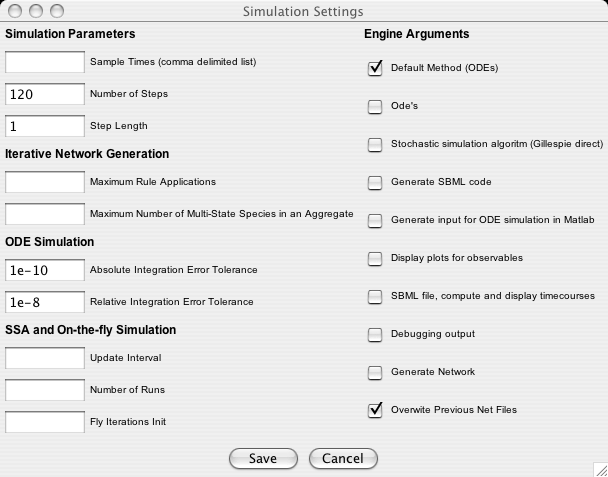 Simulation Settings
Simulation Parameters
Sample Times (comma delimited list)
120 Number of Steps
1 Step Length
Iterative Network Generation
Maximum Rule Applications
Maximum Number of Multi-State Species in an Aggregate
ODE Simulation
1e-10 Absolute Integration Error Tolerance
1e-8 Relative Integration Error Tolerance
SSA and On-the-fly Simulation
Update Interval
Number of Runs
Fly Iterations Init
Engine Arguments
Default Method (ODEs)
Ode's
Stochastic simulation algoritm (Gillespie direct)
Generate SBML code
Generate input for ODE simulation in Matlab
Display plots for observables
SBML file, compute and display timecourses
Debugging output
Generate Network
Overwite Previous Net Files
Save Cancel